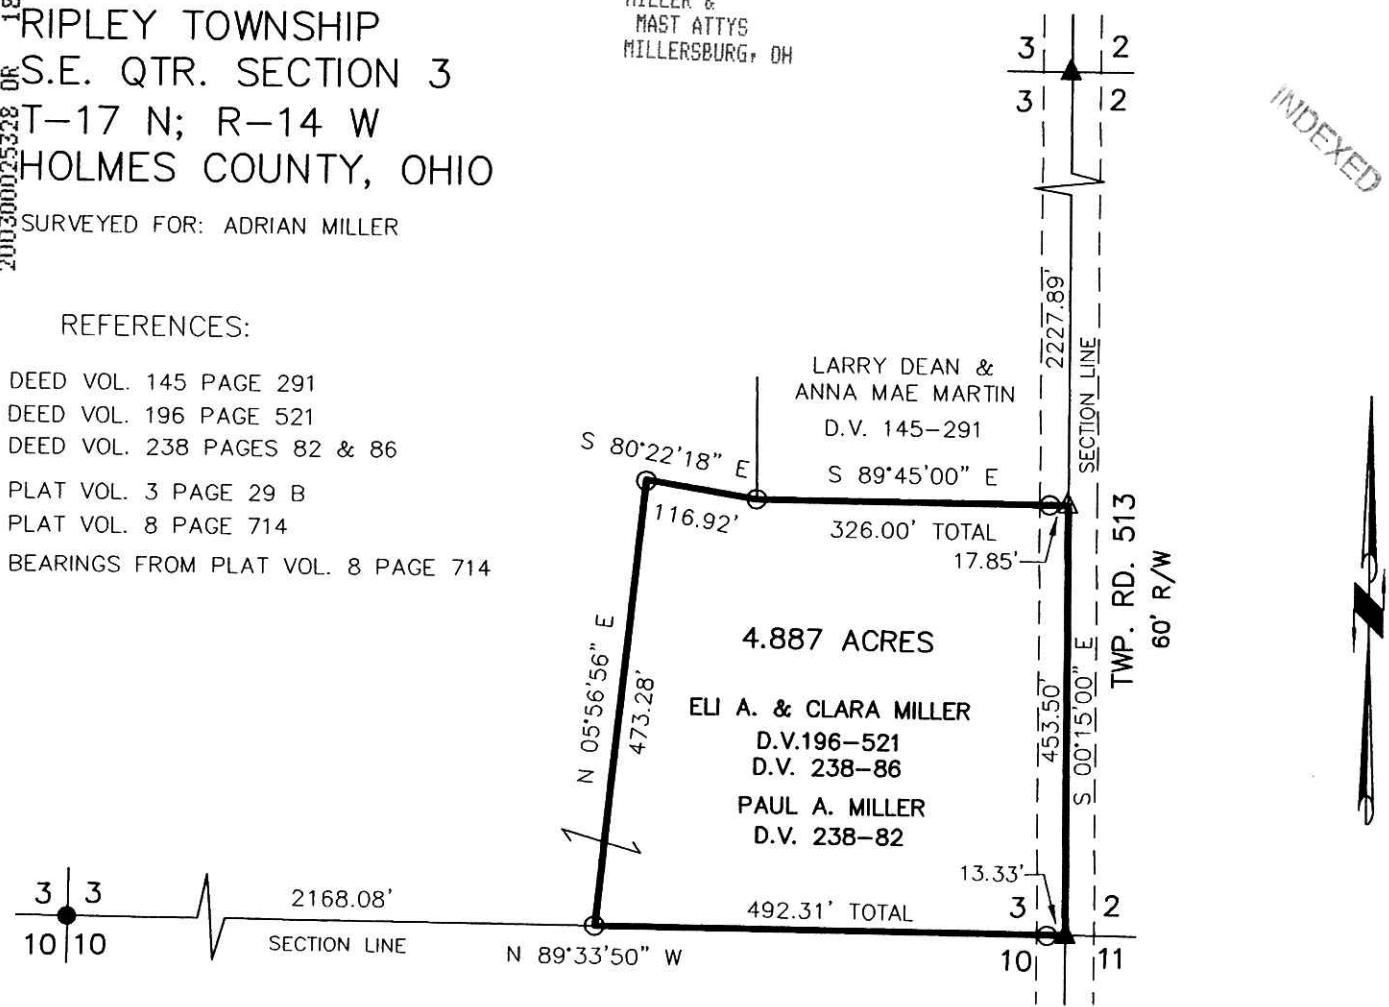 RIPLEY TOWNSHIP
S.E. QTR. SECTION 3
T-17 N; R-14 W
HOLMES COUNTY, OHIO
SURVEYED FOR: ADRIAN MILLER
MILLER &
MAST ATTYS
MILLERSBURG, OH
INDEXED
REFERENCES:
DEED VOL. 145 PAGE 291
DEED VOL. 196 PAGE 521
DEED VOL. 238 PAGES 82 & 86
PLAT VOL. 3 PAGE 29 B
PLAT VOL. 8 PAGE 714
BEARINGS FROM PLAT VOL. 8 PAGE 714
3 2
3 2
2227.89'
SECTION LINE
LARRY DEAN &
ANNA MAE MARTIN
D.V. 145-291
S 80°22'18" E
S 89°45'00" E
116.92'
326.00' TOTAL
17.85'
TWP. RD. 513
60' R/W
4.887 ACRES
N 05°56'56" E
473.28'
ELI A. & CLARA MILLER
D.V.196-521
D.V. 238-86
PAUL A. MILLER
D.V. 238-82
453.50'
S 00°15'00" E
13.33'
3 3
10 10
2168.08'
SECTION LINE
492.31' TOTAL
N 89°33'50" W
3 2
10 11
200300025328 OR